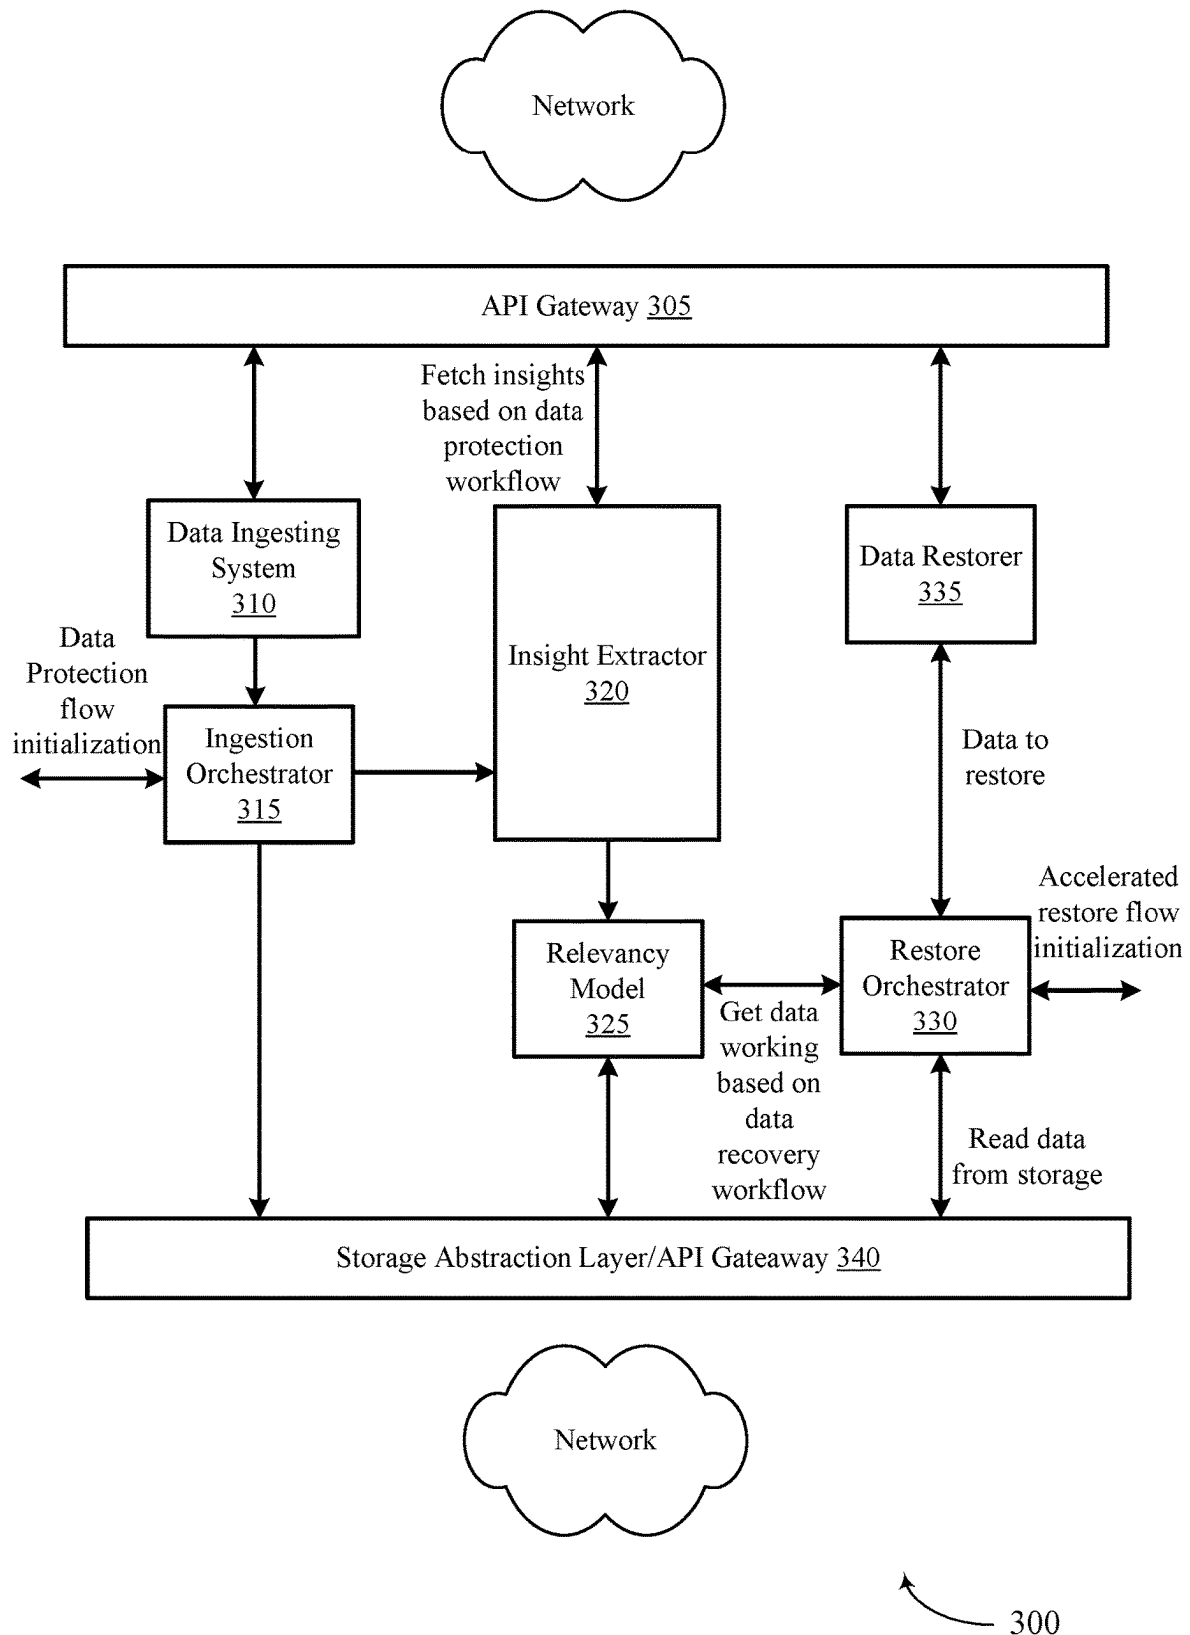 Network
API Gateway 305
Fetch insights
based on data
protection
workflow
Data Ingesting
System
310
Insight Extractor
320
Data Restorer
335
Data
Protection
flow
initialization
Ingestion
Orchestrator
315
Data to
restore
Accelerated
restore flow
initialization
Relevancy
Model
325
Restore
Orchestrator
330
Get data
working
based on
data
recovery
workflow
Read data
from storage
Storage Abstraction Layer/API Gateaway 340
Network
300